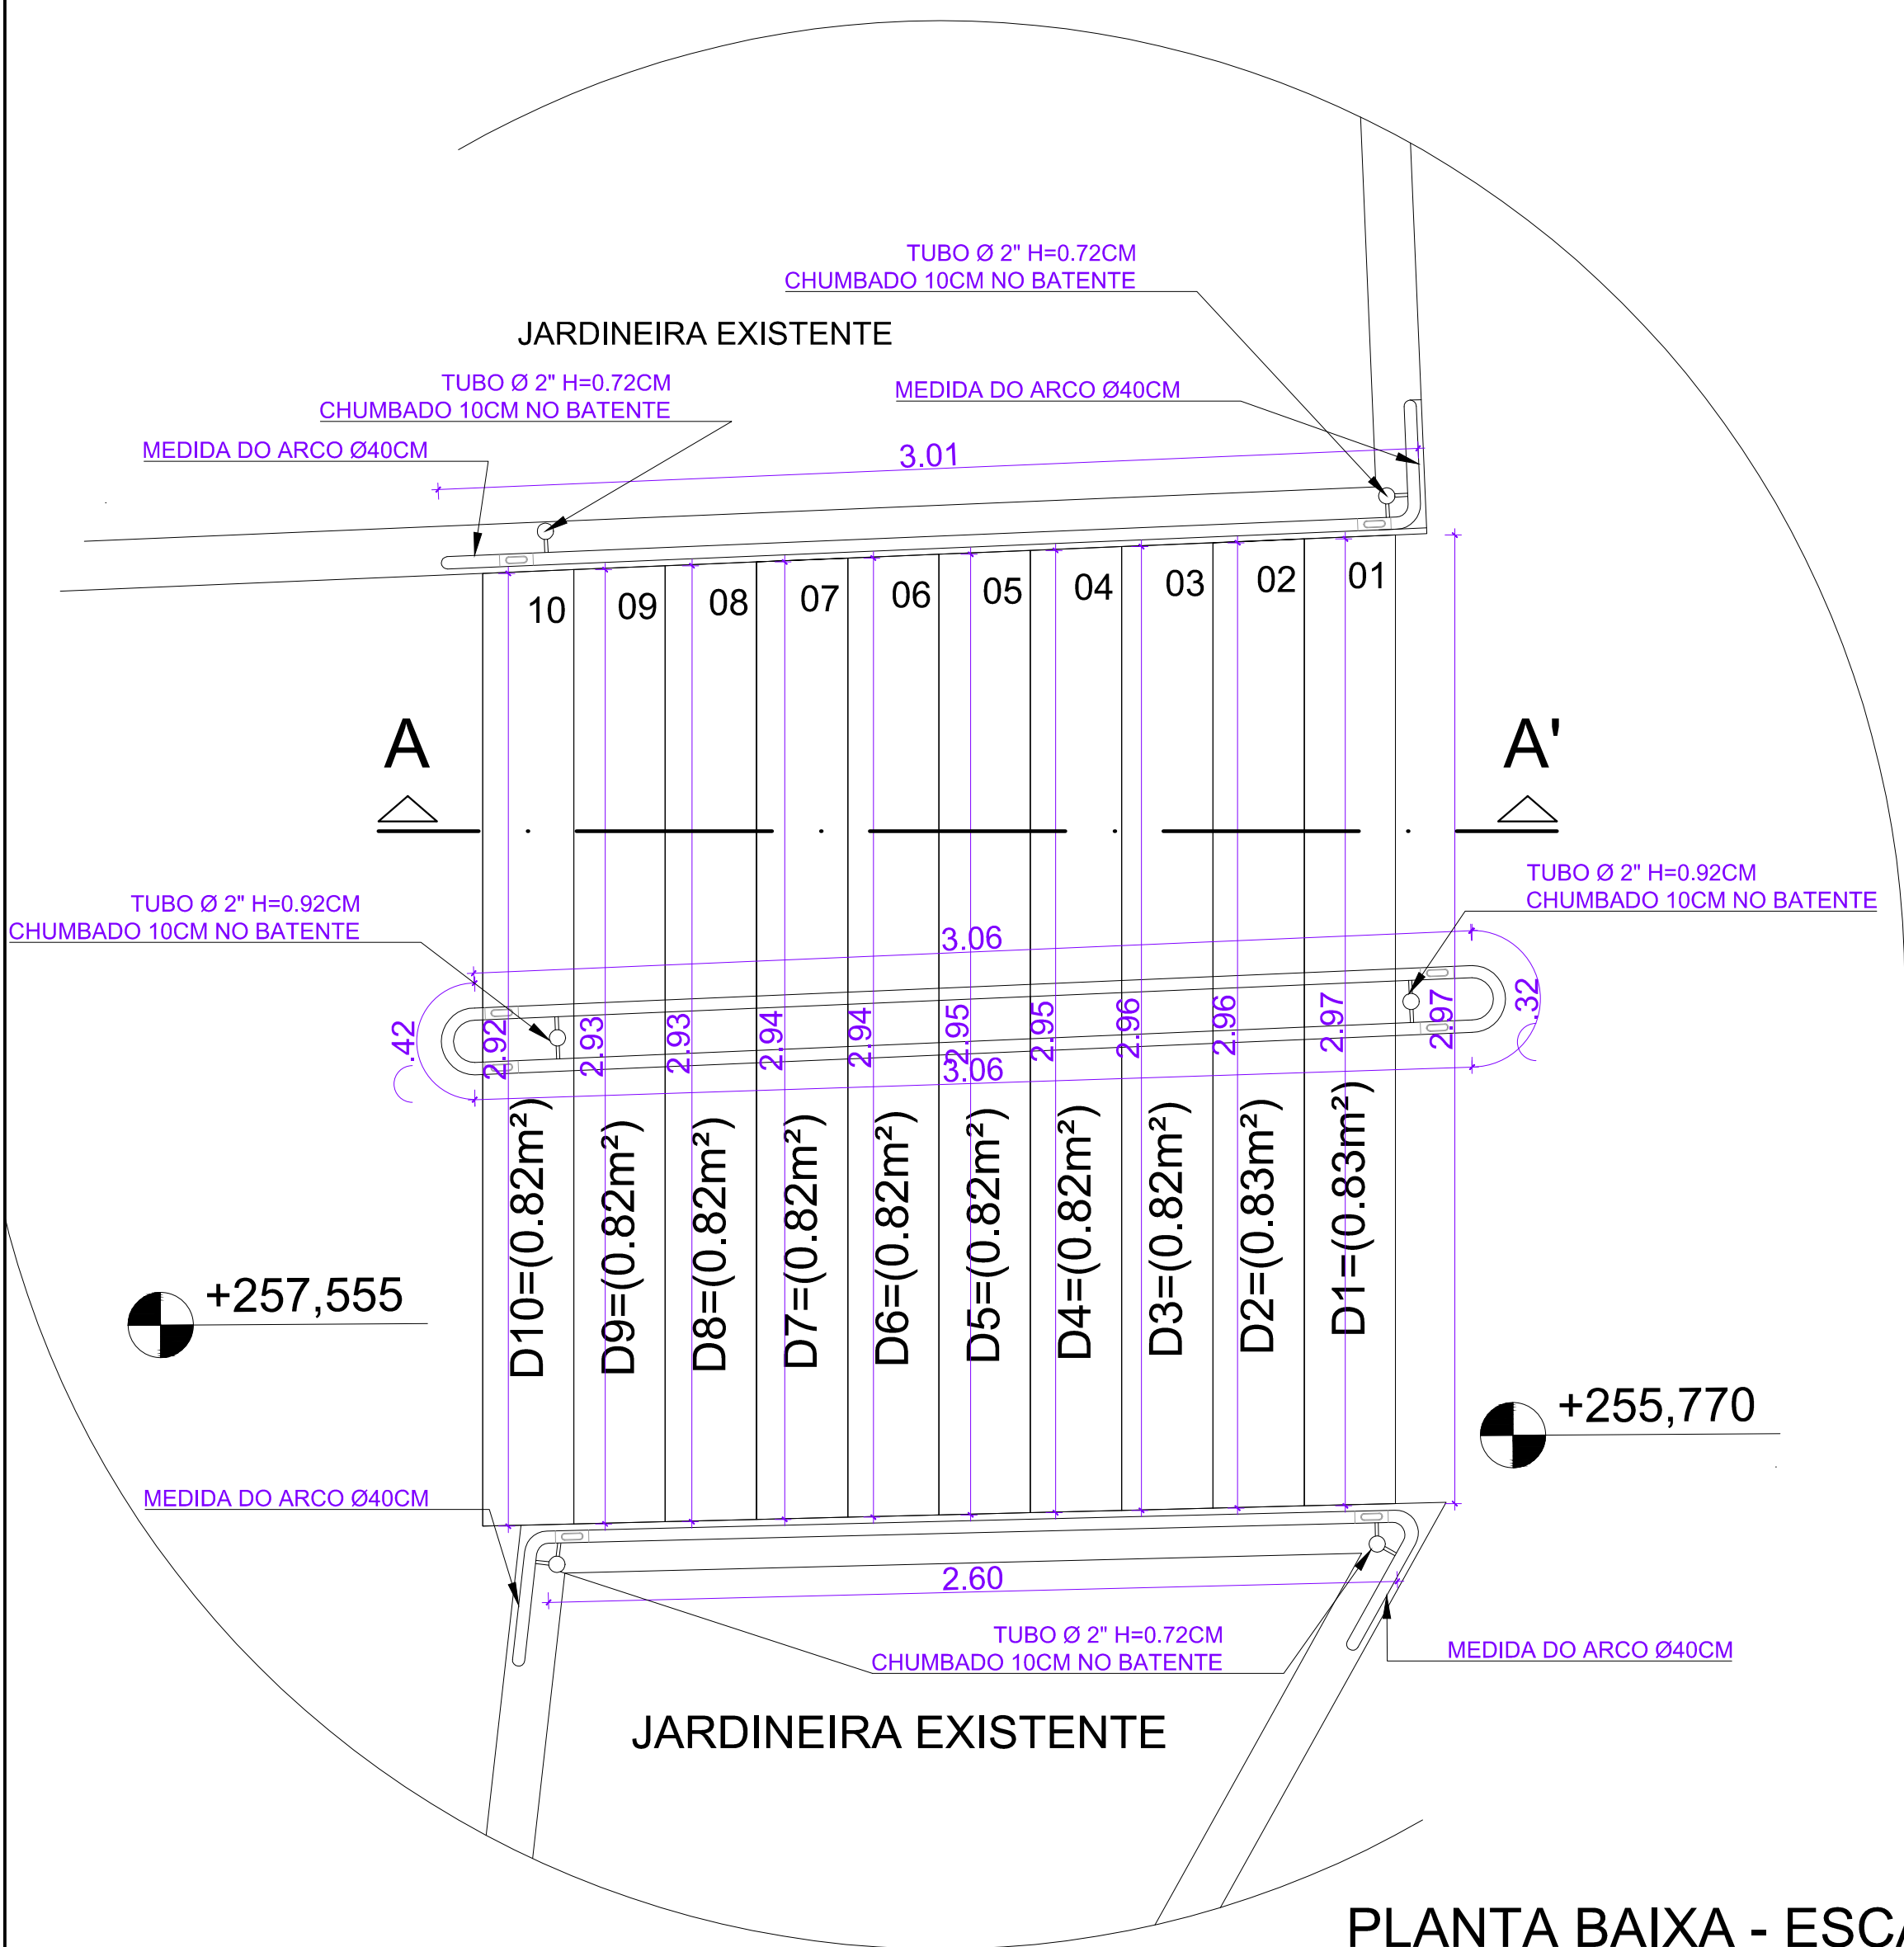 TUBO Ø 2" H=0.72CM
CHUMBADO 10CM NO BATENTE
JARDINEIRA EXISTENTE
TUBO Ø 2" H=0.72CM
CHUMBADO 10CM NO BATENTE
MEDIDA DO ARCO Ø40CM
MEDIDA DO ARCO Ø40CM
3.01
10 09 08 07 06 05 04 03 02 01
A A'
TUBO Ø 2" H=0.92CM
CHUMBADO 10CM NO BATENTE
TUBO Ø 2" H=0.92CM
CHUMBADO 10CM NO BATENTE
3.06
.42
2.92
2.93
2.93
2.94
2.94
2.95
2.95
2.96
2.96
2.97
2.97
.32
3.06
D10=(0.82m²)
D9=(0.82m²)
D8=(0.82m²)
D7=(0.82m²)
D6=(0.82m²)
D5=(0.82m²)
D4=(0.82m²)
D3=(0.82m²)
D2=(0.83m²)
D1=(0.83m²)
+257,555
+255,770
MEDIDA DO ARCO Ø40CM
2.60
TUBO Ø 2" H=0.72CM
CHUMBADO 10CM NO BATENTE
MEDIDA DO ARCO Ø40CM
JARDINEIRA EXISTENTE
PLANTA BAIXA - ESCA